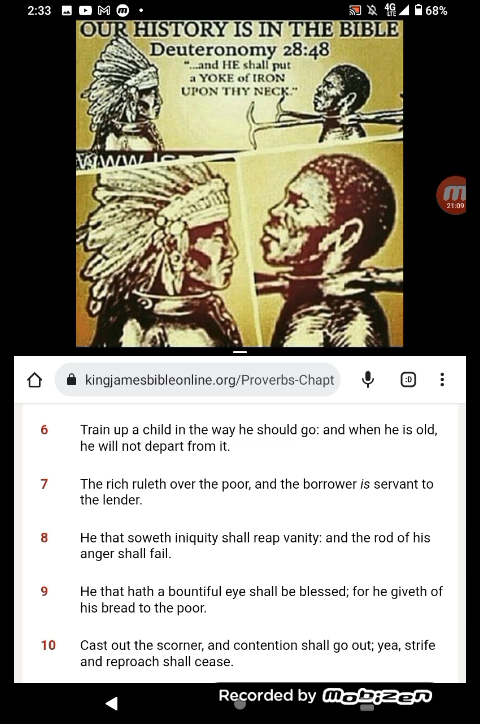 2:33
4G
LTE
68%
OUR HISTORY IS IN THE BIBLE
Deuteronomy 28:48
"...and HE shall put
a YOKE of IRON
UPON THY NECK."
21:09
kingjamesbibleonline.org/Proverbs-Chapt
:D
6 Train up a child in the way he should go: and when he is old,
he will not depart from it.
7 The rich ruleth over the poor, and the borrower is servant to
the lender.
8 He that soweth iniquity shall reap vanity: and the rod of his
anger shall fail.
9 He that hath a bountiful eye shall be blessed; for he giveth of
his bread to the poor.
10 Cast out the scorner, and contention shall go out; yea, strife
and reproach shall cease.
Recorded by Mobizen